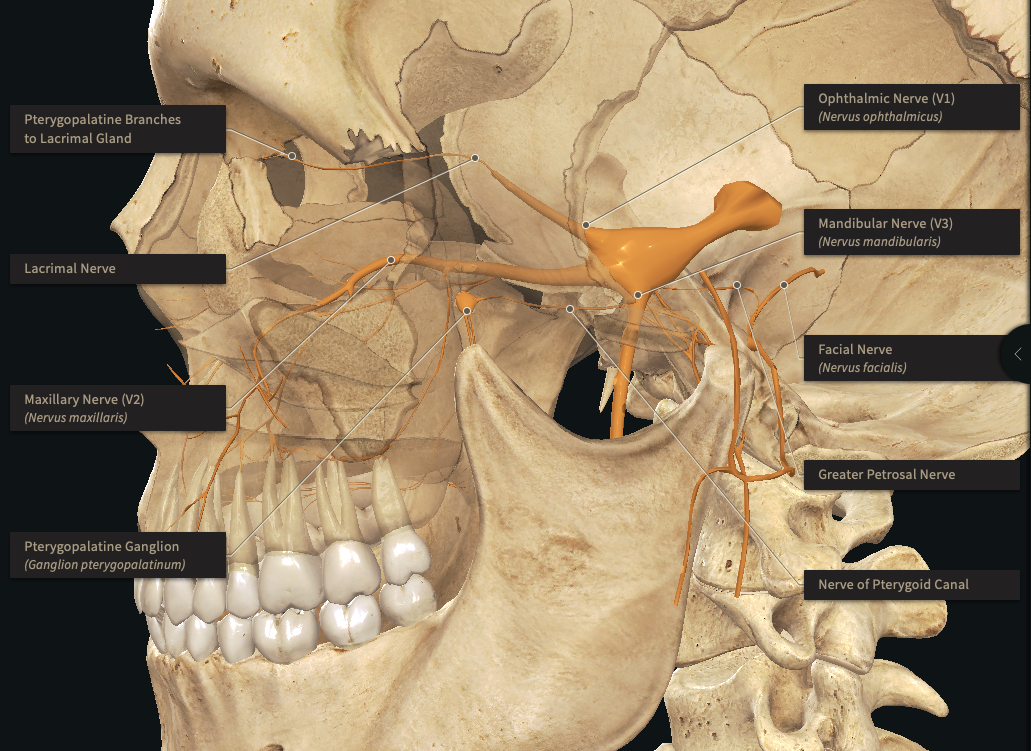 Pterygopalatine Branches
to Lacrimal Gland
Lacrimal Nerve
Maxillary Nerve (V2)
(Nervus maxillaris)
Pterygopalatine Ganglion
(Ganglion pterygopalatinum)
Ophthalmic Nerve (V1)
(Nervus ophthalmicus)
Mandibular Nerve (V3)
(Nervus mandibularis)
Facial Nerve
(Nervus facialis)
Greater Petrosal Nerve
Nerve of Pterygoid Canal